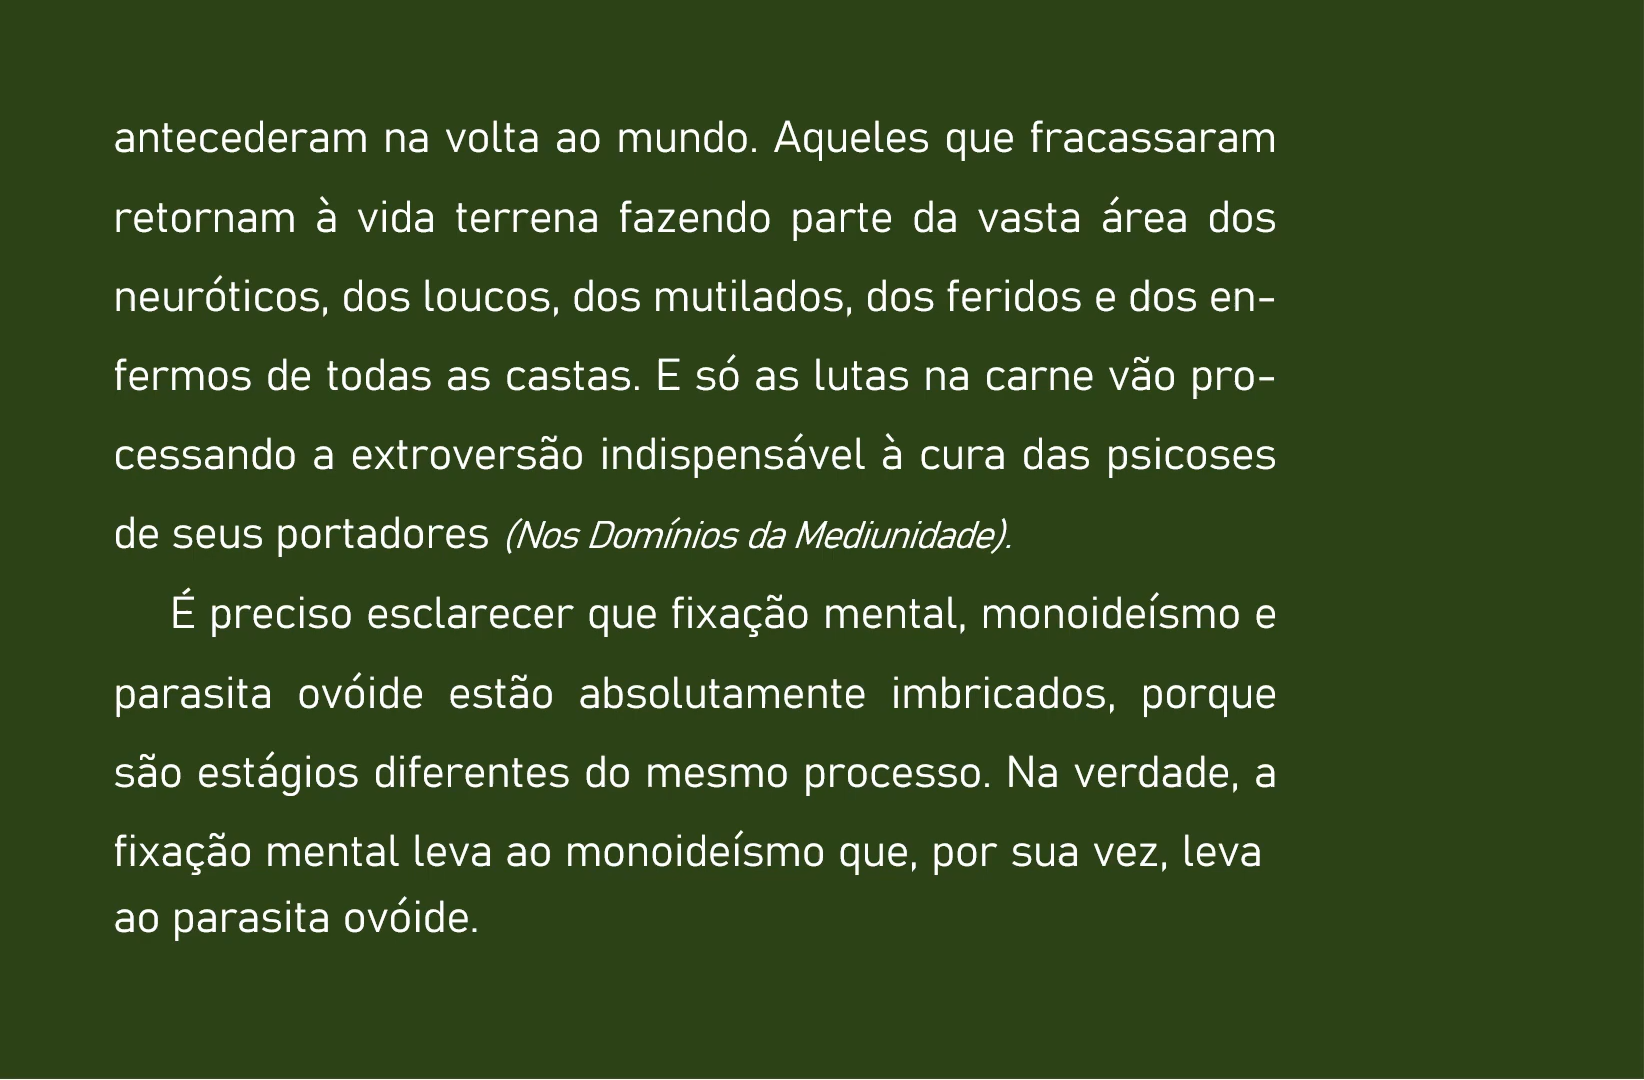 antecederam na volta ao mundo. Aqueles que fracassaram
retornam à vida terrena fazendo parte da vasta área dos
neuróticos, dos loucos, dos mutilados, dos feridos e dos en-
fermos de todas as castas. E só as lutas na carne vão pro-
cessando a extroversão indispensável à cura das psicoses
de seus portadores (Nos Domínios da Mediunidade).
É preciso esclarecer que fixação mental, monoideísmo e
parasita ovóide estão absolutamente imbricados, porque
são estágios diferentes do mesmo processo. Na verdade, a
fixação mental leva ao monoideísmo que, por sua vez, leva
ao parasita ovóide.